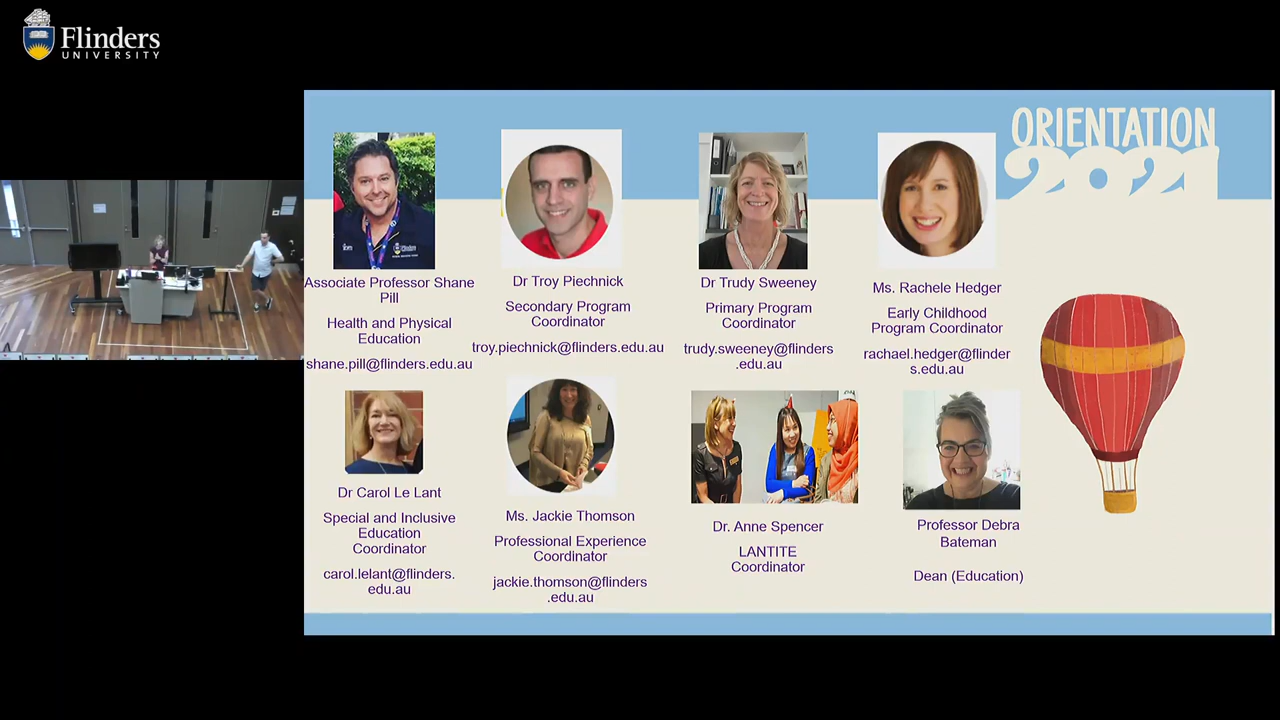 Flinders
UNIVERSITY
ORIENTATION
2021
Associate Professor Shane
Pill
Health and Physical
Education
shane.pill@flinders.edu.au
Dr Troy Piechnick
Secondary Program
Coordinator
troy.piechnick@flinders.edu.au
Dr Trudy Sweeney
Primary Program
Coordinator
trudy.sweeney@flinders
.edu.au
Ms. Rachele Hedger
Early Childhood
Program Coordinator
rachael.hedger@flinder
s.edu.au
Dr Carol Le Lant
Special and Inclusive
Education
Coordinator
carol.lelant@flinders.
edu.au
Ms. Jackie Thomson
Professional Experience
Coordinator
jackie.thomson@flinders
.edu.au
Dr. Anne Spencer
LANTITE
Coordinator
Professor Debra
Bateman
Dean (Education)